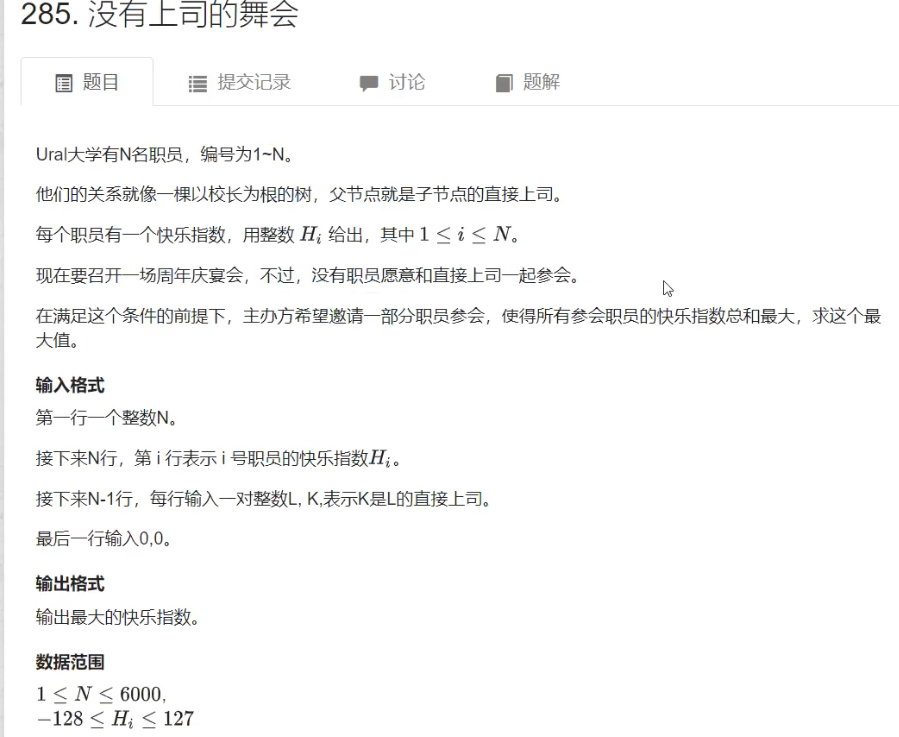 285. 没有上司的舞会
题目 提交记录 讨论 题解
Ural大学有N名职员，编号为1~N。
他们的关系就像一棵以校长为根的树，父节点就是子节点的直接上司。
每个职员有一个快乐指数，用整数 H_i 给出，其中 1 ≤ i ≤ N。
现在要召开一场周年庆宴会，不过，没有职员愿意和直接上司一起参会。
在满足这个条件的前提下，主办方希望邀请一部分职员参会，使得所有参会职员的快乐指数总和最大，求这个最
大值。
输入格式
第一行一个整数N。
接下来N行，第 i 行表示 i 号职员的快乐指数H_i。
接下来N-1行，每行输入一对整数L, K,表示K是L的直接上司。
最后一行输入0,0。
输出格式
输出最大的快乐指数。
数据范围
1 ≤ N ≤ 6000,
−128 ≤ H_i ≤ 127